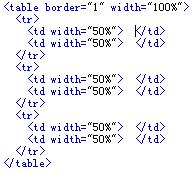 <table border="1" width="100%">
  <tr>
    <td width="50%">  </td>
    <td width="50%">  </td>
  </tr>
  <tr>
    <td width="50%">  </td>
    <td width="50%">  </td>
  </tr>
  <tr>
    <td width="50%">  </td>
    <td width="50%">  </td>
  </tr>
</table>